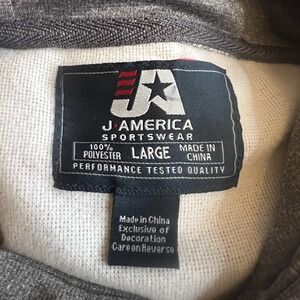 J AMERICA
SPORTSWEAR
100% POLYESTER LARGE MADE IN CHINA
PERFORMANCE TESTED QUALITY
Made in China
Exclusive of
Decoration
Care on Reverse